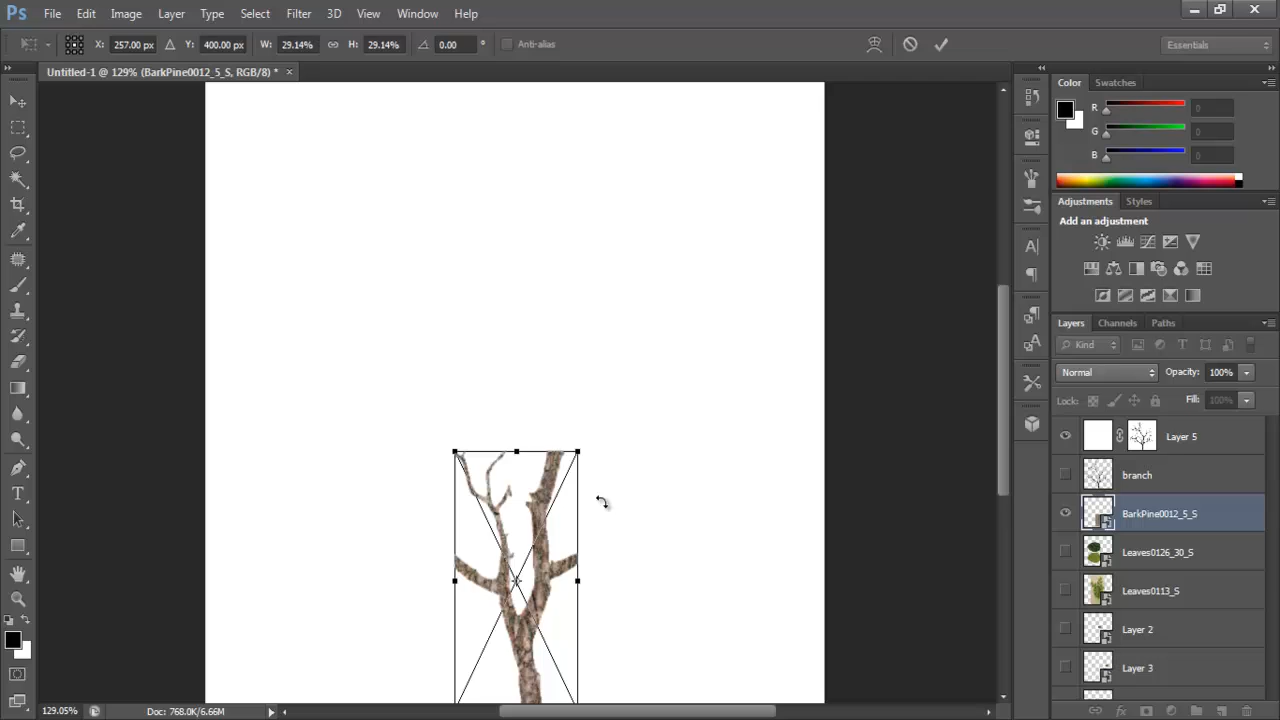 Ps File Edit Image Layer Type Select Filter 3D View Window Help
X: 257.00 px Y: 400.00 px W: 29.14% H: 29.14% 0.00 ° Anti-alias Essentials
Untitled-1 @ 129% (BarkPine0012_5_S, RGB/8) * ×
Color Swatches
R 0
G 0
B 0
Adjustments Styles
Add an adjustment
Layers Channels Paths
Kind
Normal Opacity: 100%
Lock: Fill: 100%
Layer 5
branch
BarkPine0012_5_S
Leaves0126_30_S
Leaves0113_S
Layer 2
Layer 3
129.05% Doc: 768.0K/6.66M